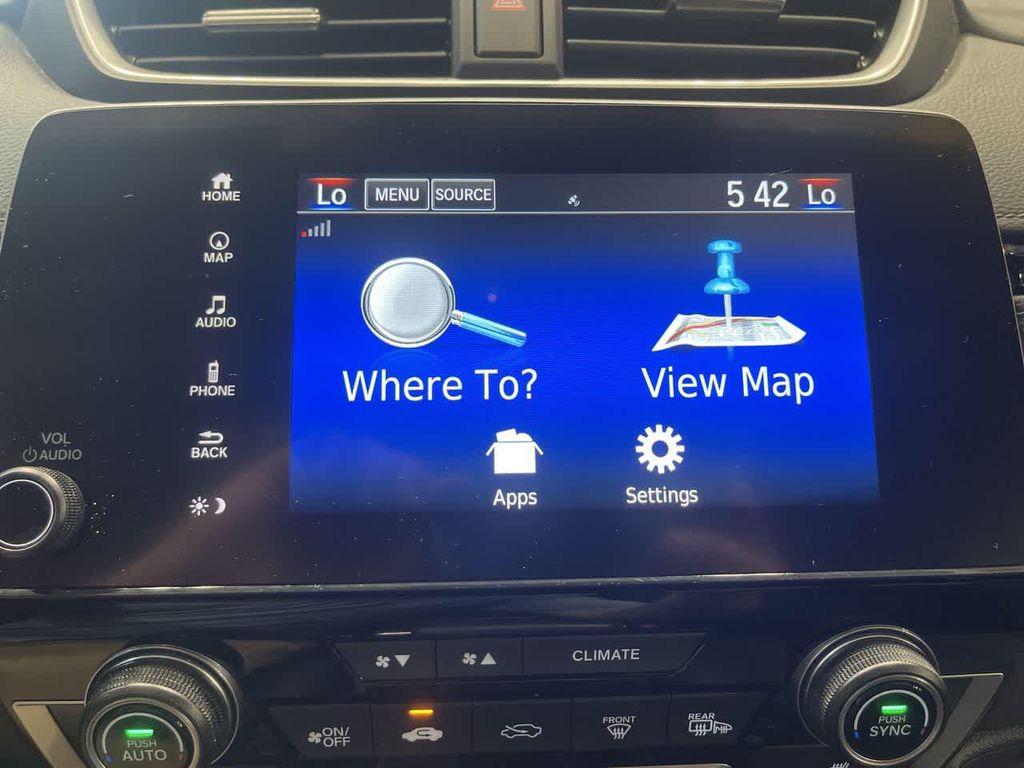 HOME
MAP
AUDIO
PHONE
BACK
VOL
AUDIO
Lo MENU SOURCE 5 42 Lo
Where To? View Map
Apps Settings
CLIMATE
PUSH
AUTO
ON/
OFF
FRONT
REAR
PUSH
SYNC